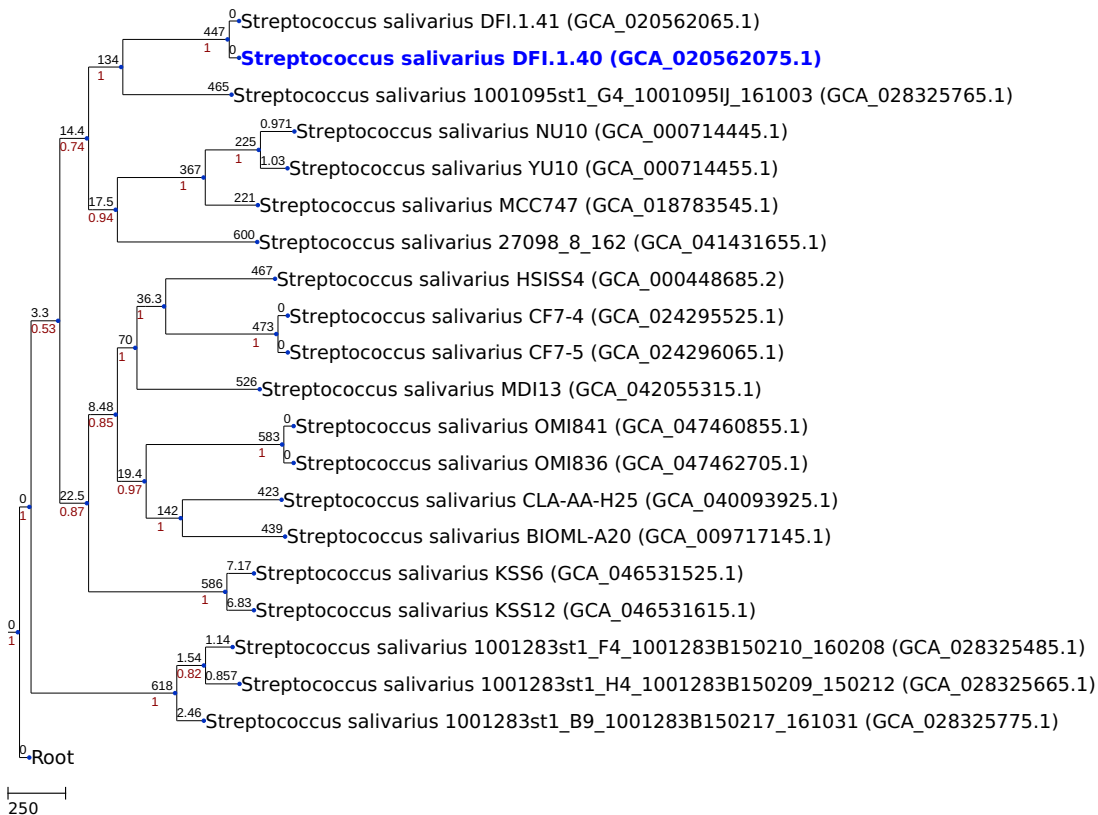 0
Streptococcus salivarius DFI.1.41 (GCA_020562065.1)
447
1
0
Streptococcus salivarius DFI.1.40 (GCA_020562075.1)
134
1
465
Streptococcus salivarius 1001095st1_G4_1001095IJ_161003 (GCA_028325765.1)
14.4
0.74
0.971
Streptococcus salivarius NU10 (GCA_000714445.1)
225
1
1.03
Streptococcus salivarius YU10 (GCA_000714455.1)
367
1
221
Streptococcus salivarius MCC747 (GCA_018783545.1)
17.5
0.94
600
Streptococcus salivarius 27098_8_162 (GCA_041431655.1)
467
Streptococcus salivarius HSISS4 (GCA_000448685.2)
36.3
1
0
Streptococcus salivarius CF7-4 (GCA_024295525.1)
3.3
0.53
473
1
0
Streptococcus salivarius CF7-5 (GCA_024296065.1)
70
1
526
Streptococcus salivarius MDI13 (GCA_042055315.1)
8.48
0.85
0
Streptococcus salivarius OMI841 (GCA_047460855.1)
583
1
0
Streptococcus salivarius OMI836 (GCA_047462705.1)
19.4
0.97
423
Streptococcus salivarius CLA-AA-H25 (GCA_040093925.1)
0
1
22.5
0.87
142
1
439
Streptococcus salivarius BIOML-A20 (GCA_009717145.1)
7.17
Streptococcus salivarius KSS6 (GCA_046531525.1)
586
1
6.83
Streptococcus salivarius KSS12 (GCA_046531615.1)
0
1
1.14
Streptococcus salivarius 1001283st1_F4_1001283B150210_160208 (GCA_028325485.1)
1.54
0.82
0.857
Streptococcus salivarius 1001283st1_H4_1001283B150209_150212 (GCA_028325665.1)
618
1
2.46
Streptococcus salivarius 1001283st1_B9_1001283B150217_161031 (GCA_028325775.1)
0
Root
250